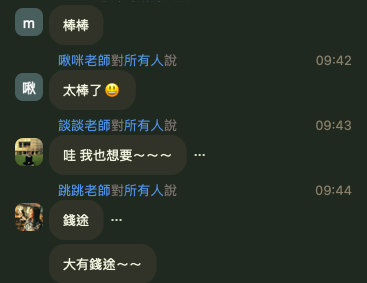 m
棒棒
啾咪老師對所有人說 09:42
啾
太棒了😃
談談老師對所有人說 09:43
哇 我也想要～～～ ⋯
跳跳老師對所有人說 09:44
錢途 ⋯
大有錢途～～